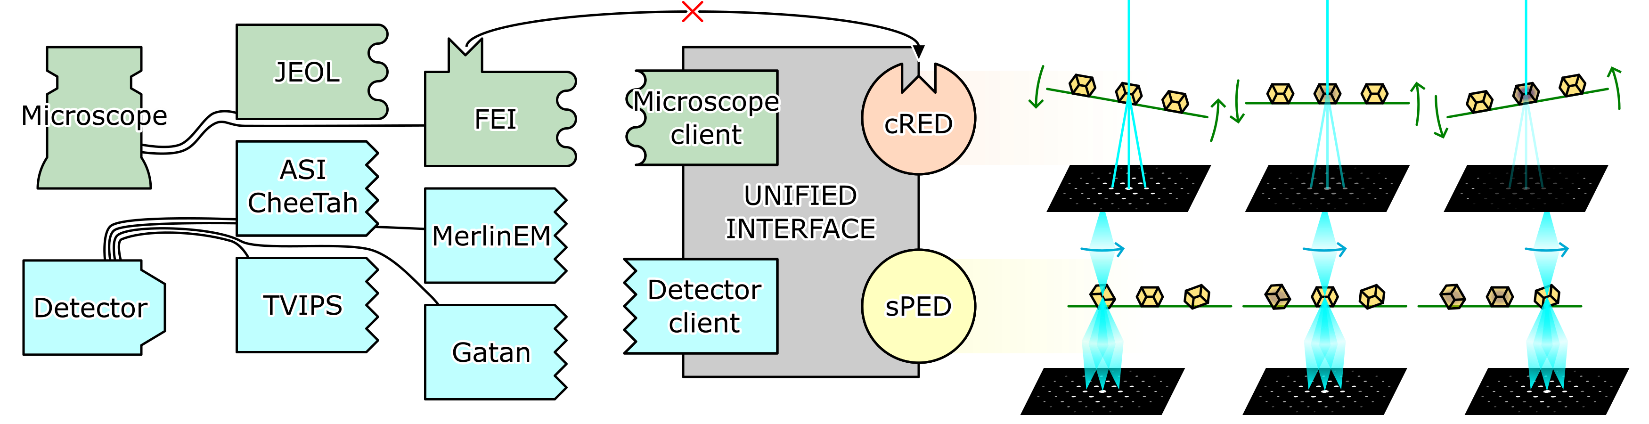 JEOL
Microscope
FEI
Microscope
client
cRED
ASI
CheeTah
MerlinEM
UNIFIED
INTERFACE
Detector
TVIPS
Gatan
Detector
client
sPED